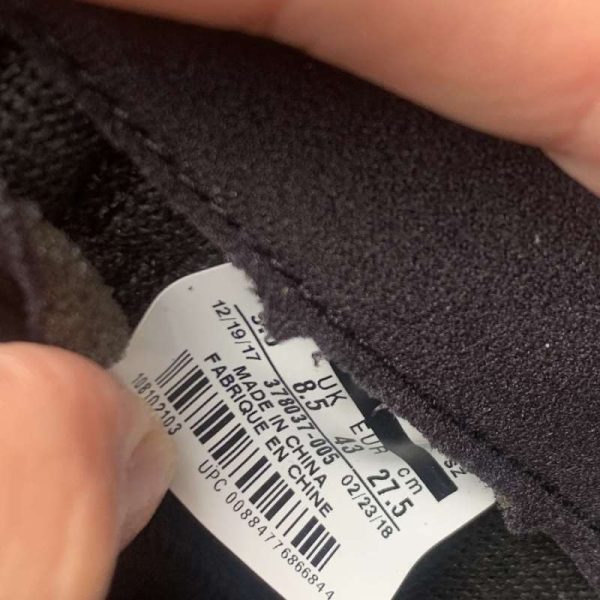 UK EUR cm
8.5 43 27.5
12/19/17 378037-005 02/23/18
MADE IN CHINA
FABRIQUE EN CHINE
108102103
UPC 00884776866844